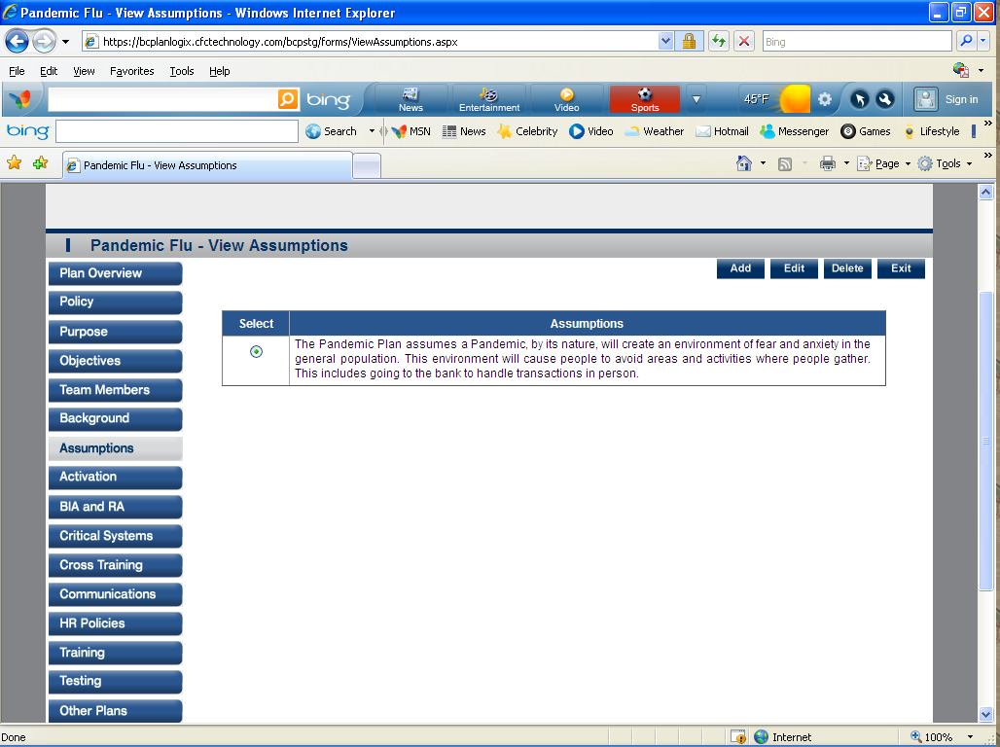 Pandemic Flu - View Assumptions - Windows Internet Explorer
https://bcplanlogix.cfctechnology.com/bcpstg/forms/ViewAssumptions.aspx
Bing
File Edit View Favorites Tools Help
bing News Entertainment Video Sports 45°F Sign in
bing Search MSN News Celebrity Video Weather Hotmail Messenger Games Lifestyle
Pandemic Flu - View Assumptions Page Tools
Pandemic Flu - View Assumptions
Add Edit Delete Exit
Plan Overview
Policy
Purpose
Objectives
Team Members
Background
Assumptions
Activation
BIA and RA
Critical Systems
Cross Training
Communications
HR Policies
Training
Testing
Other Plans
Select Assumptions
The Pandemic Plan assumes a Pandemic, by its nature, will create an environment of fear and anxiety in the
general population. This environment will cause people to avoid areas and activities where people gather.
This includes going to the bank to handle transactions in person.
Done Internet 100%